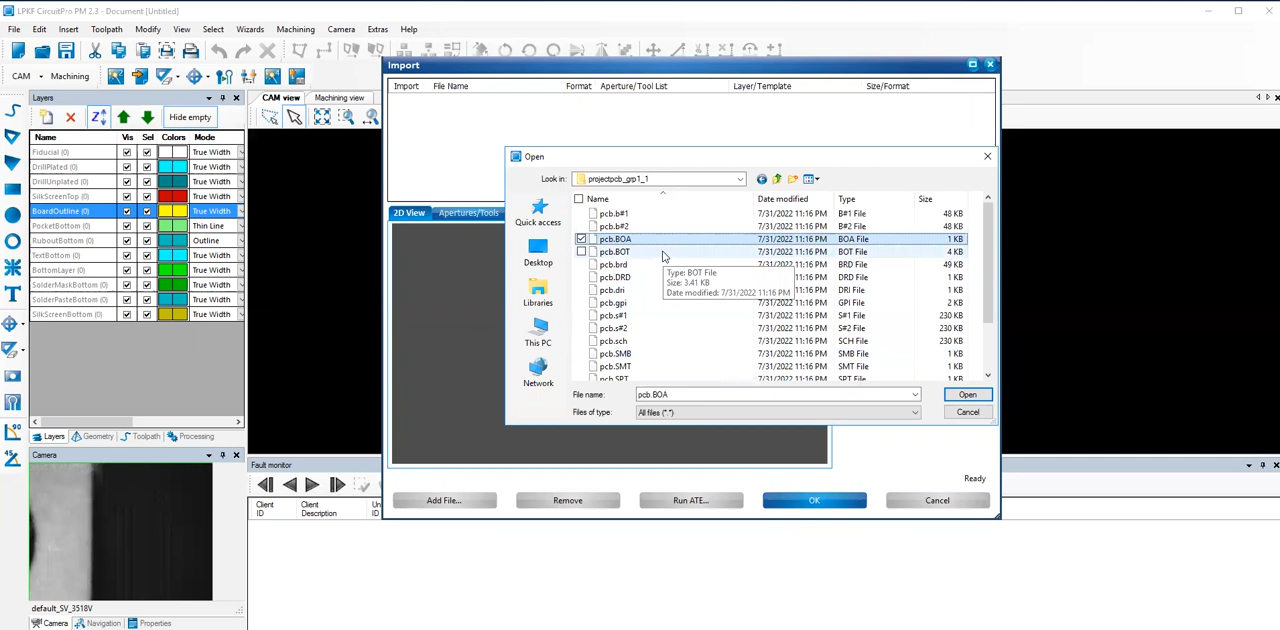 LPKF CircuitPro PM 2.3 - Document [Untitled]
File Edit Insert Toolpath Modify View Select Wizards Machining Camera Extras Help
CAM Machining
Layers
Hide empty
Name Vis Sel Colors Mode
Fiducial (0) True Width
DrillPlated (0) True Width
DrillUnplated (0) True Width
SilkScreenTop (0) True Width
BoardOutline (0) True Width
PocketBottom (0) Thin Line
RuboutBottom (0) Outline
TextBottom (0) True Width
BottomLayer (0) True Width
SolderMaskBottom (0) True Width
SolderPasteBottom (0) True Width
SilkScreenBottom (0) True Width
Layers Geometry Toolpath Processing
Camera
default_SV_3518V
Camera Navigation Properties
CAM view Machining view
Fault monitor
Client ID
Client Description
Un
Import
Import File Name Format Aperture/Tool List Layer/Template Size/Format
2D View Apertures/Tools
Ready
Add File... Remove Run ATE... OK Cancel
Open
Look in: projectpcb_grp1_1
Quick access
Desktop
Libraries
This PC
Network
Name Date modified Type Size
pcb.b#1 7/31/2022 11:16 PM B#1 File 48 KB
pcb.b#2 7/31/2022 11:16 PM B#2 File 48 KB
pcb.BOA 7/31/2022 11:16 PM BOA File 1 KB
pcb.BOT 7/31/2022 11:16 PM BOT File 4 KB
pcb.brd 7/31/2022 11:16 PM BRD File 49 KB
pcb.DRD 7/31/2022 11:16 PM DRD File 1 KB
pcb.dri 7/31/2022 11:16 PM DRI File 1 KB
pcb.gpi 7/31/2022 11:16 PM GPI File 2 KB
pcb.s#1 7/31/2022 11:16 PM S#1 File 230 KB
pcb.s#2 7/31/2022 11:16 PM S#2 File 230 KB
pcb.sch 7/31/2022 11:16 PM SCH File 230 KB
pcb.SMB 7/31/2022 11:16 PM SMB File 1 KB
pcb.SMT 7/31/2022 11:16 PM SMT File 1 KB
pcb.SPT 7/31/2022 11:16 PM SPT File 1 KB
Type: BOT File
Size: 3.41 KB
Date modified: 7/31/2022 11:16 PM
File name: pcb.BOA Open
Files of type: All files (*.*) Cancel